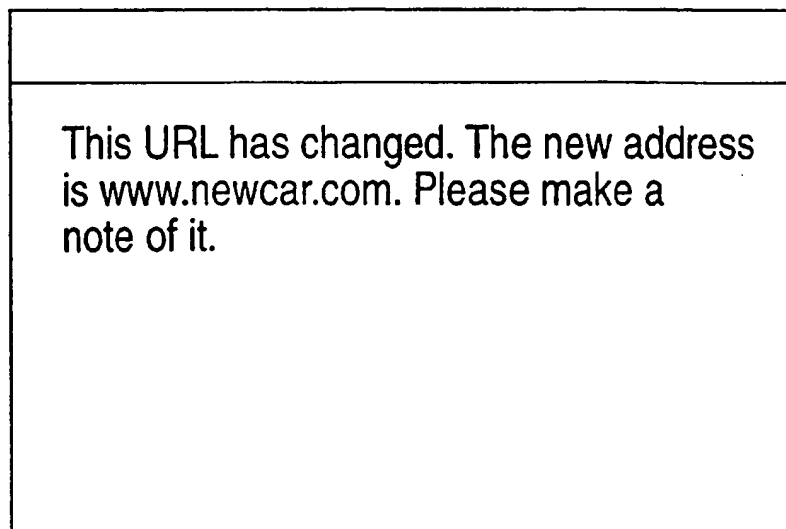 This URL has changed. The new address
is www.newcar.com. Please make a
note of it.